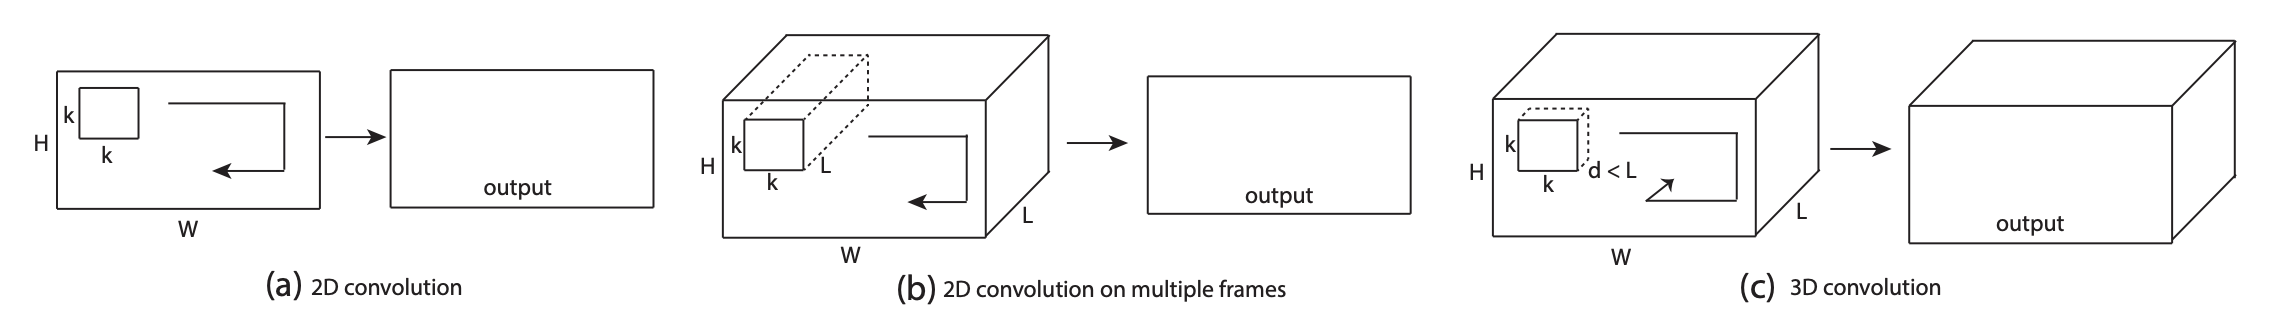 k
k
H
W
output
(a) 2D convolution
k
k
L
H
W
L
output
(b) 2D convolution on multiple frames
k
k
d < L
H
W
L
output
(c) 3D convolution